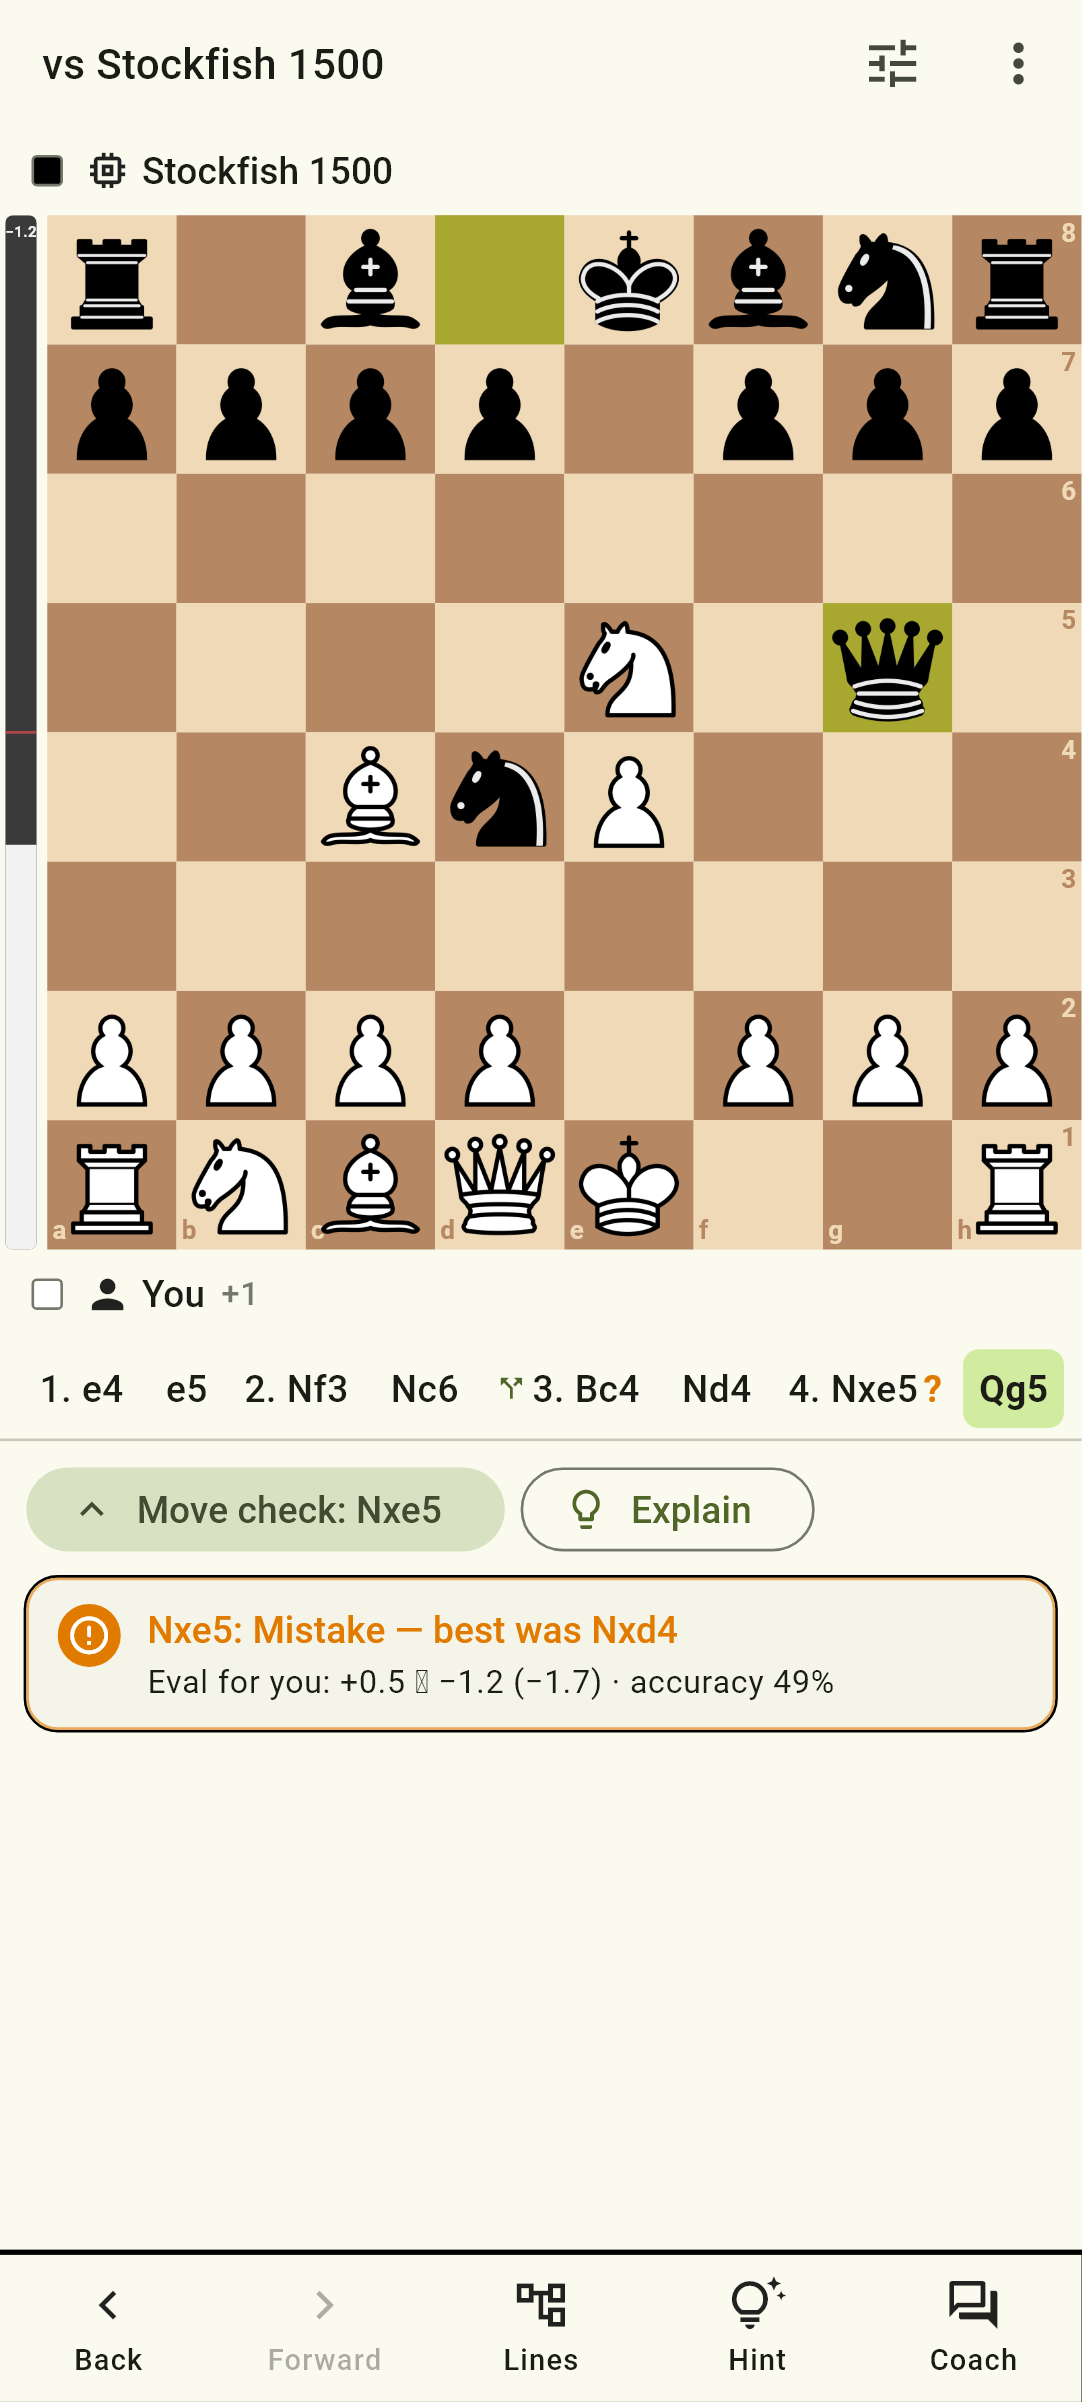 vs Stockfish 1500
Stockfish 1500
−1.2
8
7
6
5
4
3
2
1
a b c d e f g h
You +1
1. e4 e5 2. Nf3 Nc6 3. Bc4 Nd4 4. Nxe5? Qg5
Move check: Nxe5 Explain
Nxe5: Mistake — best was Nxd4
Eval for you: +0.5 −1.2 (−1.7) · accuracy 49%
Back Forward Lines Hint Coach